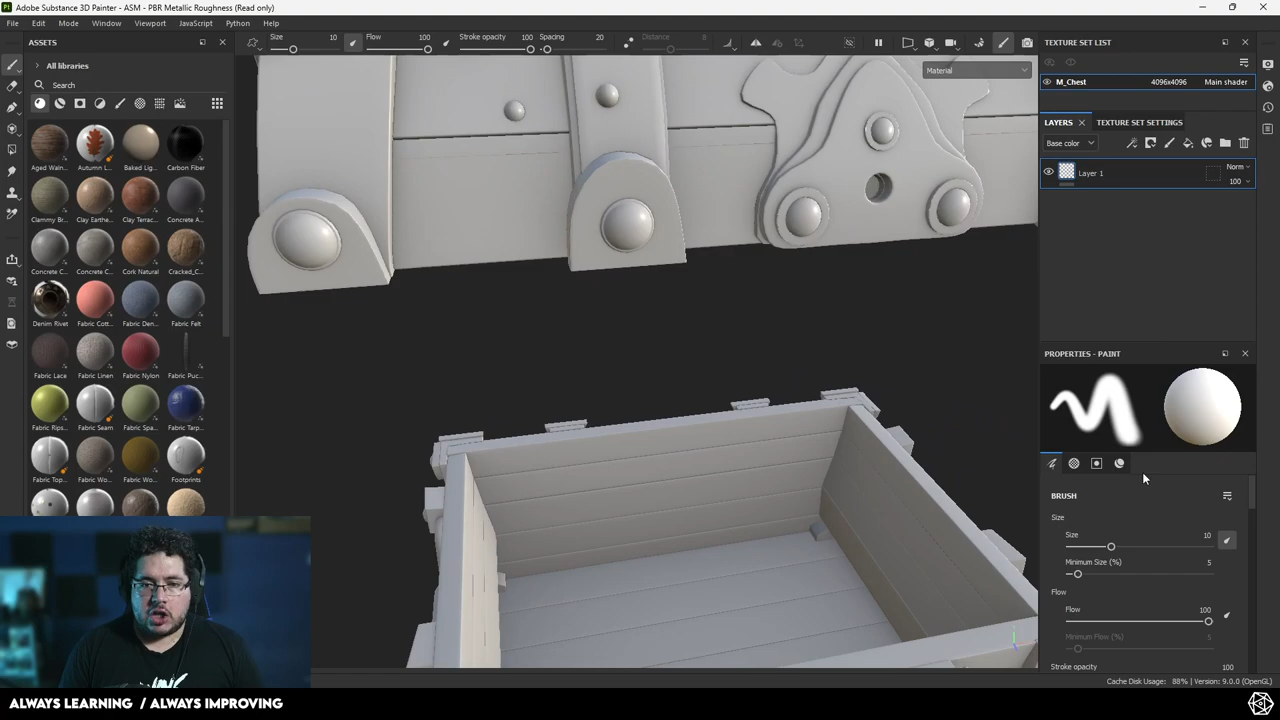 Adobe Substance 3D Painter - ASM - PBR Metallic Roughness (Read only)
File Edit Mode Window Viewport JavaScript Python Help
ASSETS
Size 10 Flow 100 Stroke opacity 100 Spacing 20 Distance 8
All libraries
Search
Aged Waln... Autumn L... Baked Lig... Carbon Fiber
Clammy Br... Clay Earthe... Clay Terrac... Concrete A...
Concrete C... Concrete C... Cork Natural Cracked_C...
Denim Rivet Fabric Cott... Fabric Den... Fabric Felt
Fabric Lace Fabric Linen Fabric Nylon Fabric Puc...
Fabric Rips... Fabric Seam Fabric Spa... Fabric Tarp...
Fabric Top... Fabric Wo... Fabric Wo... Footprints
Material
TEXTURE SET LIST
M_Chest 4096x4096 Main shader
LAYERS TEXTURE SET SETTINGS
Base color
Layer 1 Norm
100
PROPERTIES - PAINT
BRUSH
Size
Size 10
Minimum Size (%) 5
Flow
Flow 100
Minimum Flow (%) 5
Stroke opacity 100
Cache Disk Usage: 88% | Version: 9.0.0 (OpenGL)
ALWAYS LEARNING / ALWAYS IMPROVING